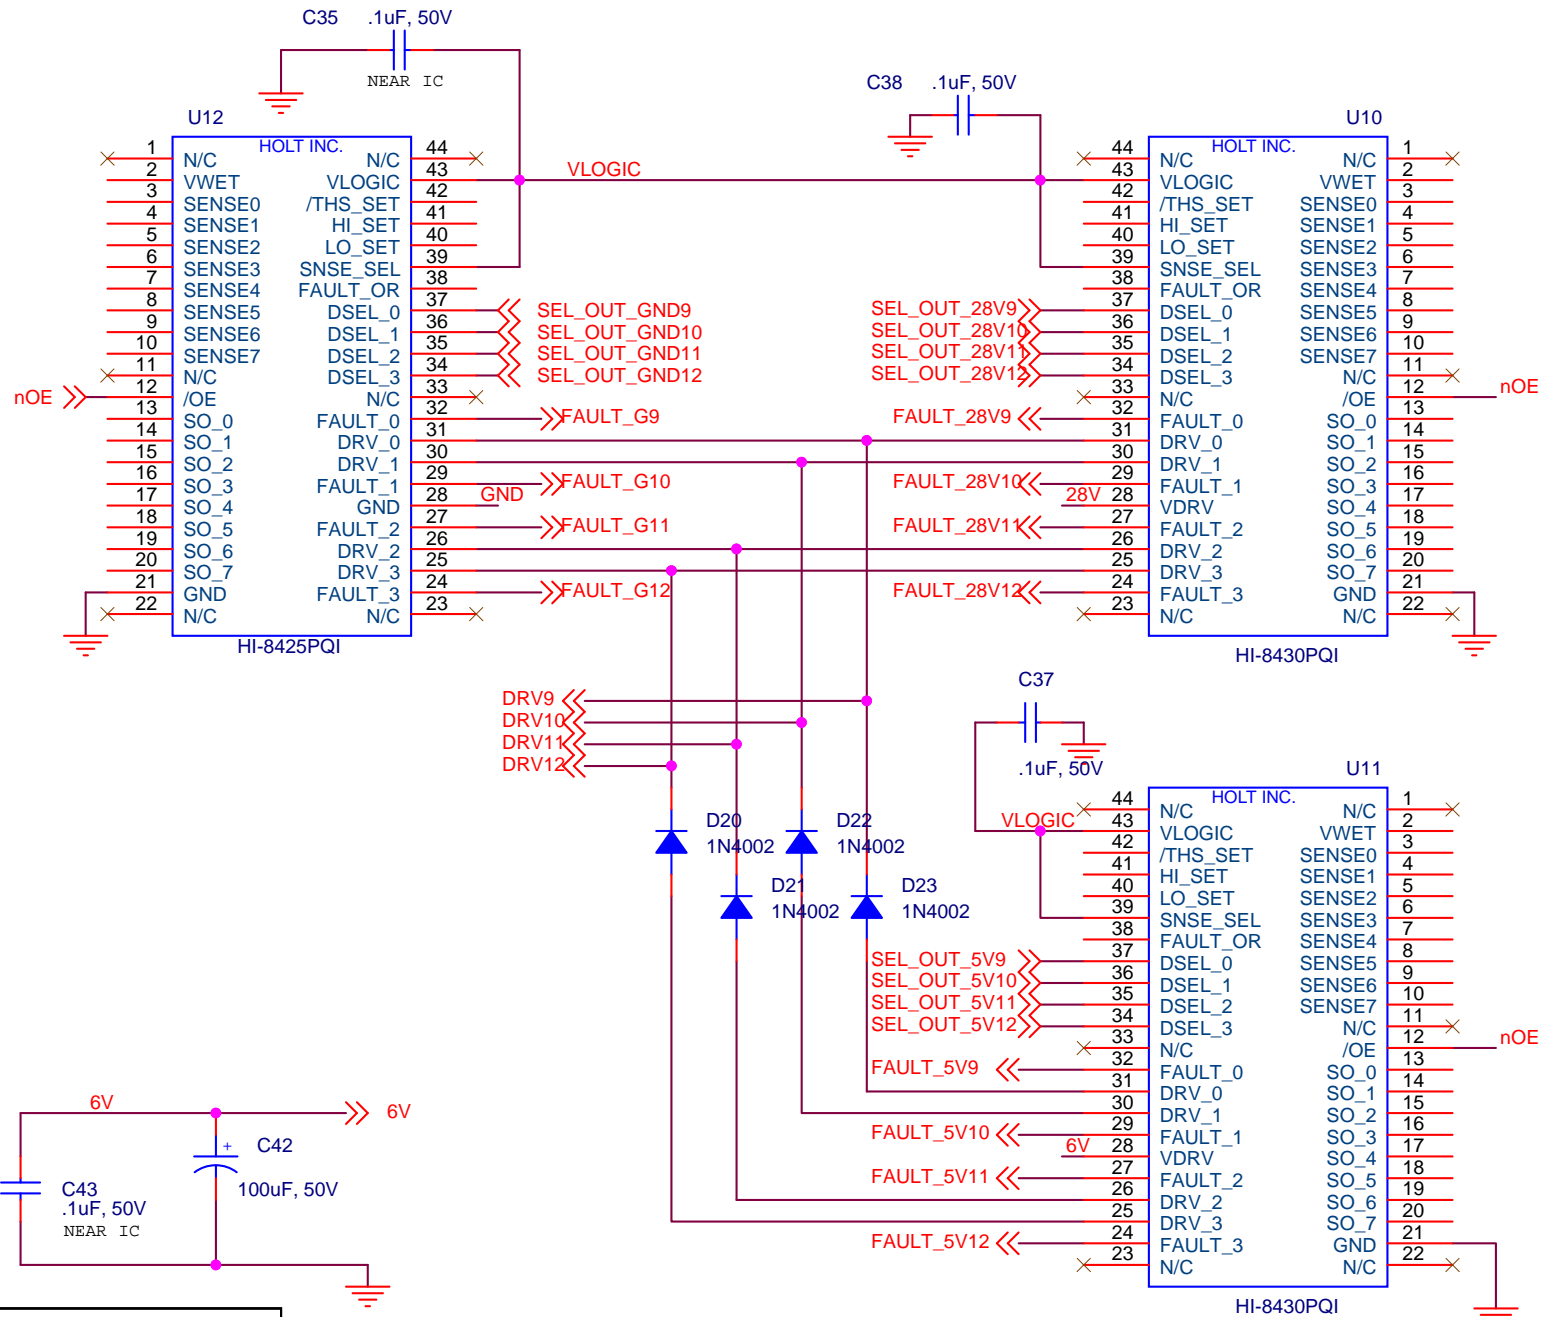 C35 .1uF, 50V
NEAR IC
C38 .1uF, 50V
U12
HOLT INC.
1 N/C
2 VWET
3 SENSE0
4 SENSE1
5 SENSE2
6 SENSE3
7 SENSE4
8 SENSE5
9 SENSE6
10 SENSE7
11 N/C
nOE 12 /OE
13 SO_0
14 SO_1
15 SO_2
16 SO_3
17 SO_4
18 SO_5
19 SO_6
20 SO_7
21 GND
22 N/C
N/C 44
VLOGIC 43 VLOGIC
/THS_SET 42
HI_SET 41
LO_SET 40
SNSE_SEL 39
FAULT_OR 38
DSEL_0 37 SEL_OUT_GND9
DSEL_1 36 SEL_OUT_GND10
DSEL_2 35 SEL_OUT_GND11
DSEL_3 34 SEL_OUT_GND12
N/C 33
FAULT_0 32 FAULT_G9
DRV_0 31
DRV_1 30
FAULT_1 29 FAULT_G10
GND 28 GND
FAULT_2 27 FAULT_G11
DRV_2 26
DRV_3 25
FAULT_3 24 FAULT_G12
N/C 23
HI-8425PQI
U10
HOLT INC.
44 N/C
43 VLOGIC
42 /THS_SET
41 HI_SET
40 LO_SET
39 SNSE_SEL
38 FAULT_OR
SEL_OUT_28V9 37 DSEL_0
SEL_OUT_28V10 36 DSEL_1
SEL_OUT_28V11 35 DSEL_2
SEL_OUT_28V12 34 DSEL_3
33 N/C
FAULT_28V9 32 FAULT_0
31 DRV_0
30 DRV_1
FAULT_28V10 29 FAULT_1
28V 28 VDRV
FAULT_28V11 27 FAULT_2
26 DRV_2
25 DRV_3
FAULT_28V12 24 FAULT_3
23 N/C
N/C 1
VWET 2
SENSE0 3
SENSE1 4
SENSE2 5
SENSE3 6
SENSE4 7
SENSE5 8
SENSE6 9
SENSE7 10
N/C 11
/OE 12 nOE
SO_0 13
SO_1 14
SO_2 15
SO_3 16
SO_4 17
SO_5 18
SO_6 19
SO_7 20
GND 21
N/C 22
HI-8430PQI
DRV9
DRV10
DRV11
DRV12
D20
1N4002
D22
1N4002
D21
1N4002
D23
1N4002
C37
.1uF, 50V
U11
HOLT INC.
44 N/C
VLOGIC 43 VLOGIC
42 /THS_SET
41 HI_SET
40 LO_SET
39 SNSE_SEL
38 FAULT_OR
SEL_OUT_5V9 37 DSEL_0
SEL_OUT_5V10 36 DSEL_1
SEL_OUT_5V11 35 DSEL_2
SEL_OUT_5V12 34 DSEL_3
33 N/C
FAULT_5V9 32 FAULT_0
31 DRV_0
30 DRV_1
FAULT_5V10 29 FAULT_1
6V 28 VDRV
FAULT_5V11 27 FAULT_2
26 DRV_2
25 DRV_3
FAULT_5V12 24 FAULT_3
23 N/C
N/C 1
VWET 2
SENSE0 3
SENSE1 4
SENSE2 5
SENSE3 6
SENSE4 7
SENSE5 8
SENSE6 9
SENSE7 10
N/C 11
/OE 12 nOE
SO_0 13
SO_1 14
SO_2 15
SO_3 16
SO_4 17
SO_5 18
SO_6 19
SO_7 20
GND 21
N/C 22
HI-8430PQI
6V 6V
+ C42
100uF, 50V
C43
.1uF, 50V
NEAR IC